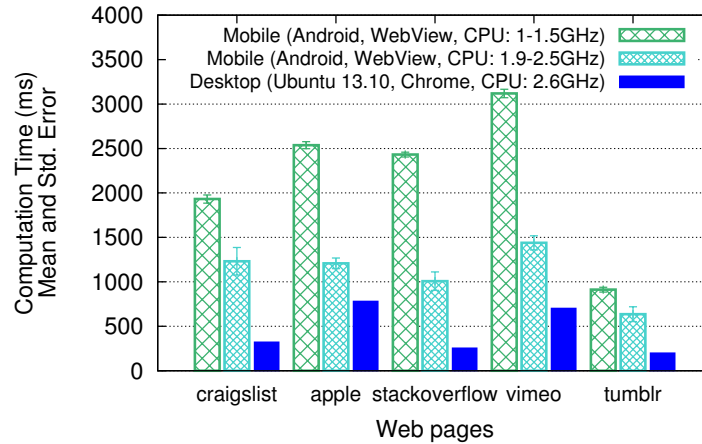 4000
3500
3000
2500
2000
1500
1000
500
0
Computation Time (ms)
Mean and Std. Error
Mobile (Android, WebView, CPU: 1-1.5GHz)
Mobile (Android, WebView, CPU: 1.9-2.5GHz)
Desktop (Ubuntu 13.10, Chrome, CPU: 2.6GHz)
craigslist apple stackoverflow vimeo tumblr
Web pages